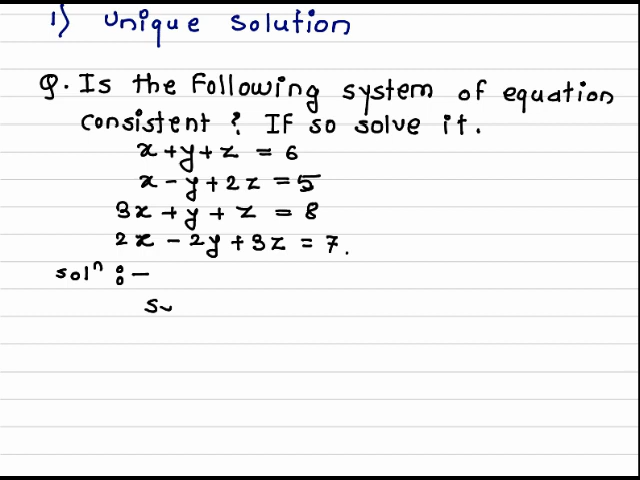 1) Unique Solution
Q. Is the Following system of equation
consistent ? If so solve it.
x + y + z = 6
x - y + 2z = 5
3x + y + z = 8
2x - 2y + 3z = 7.
solⁿ :-